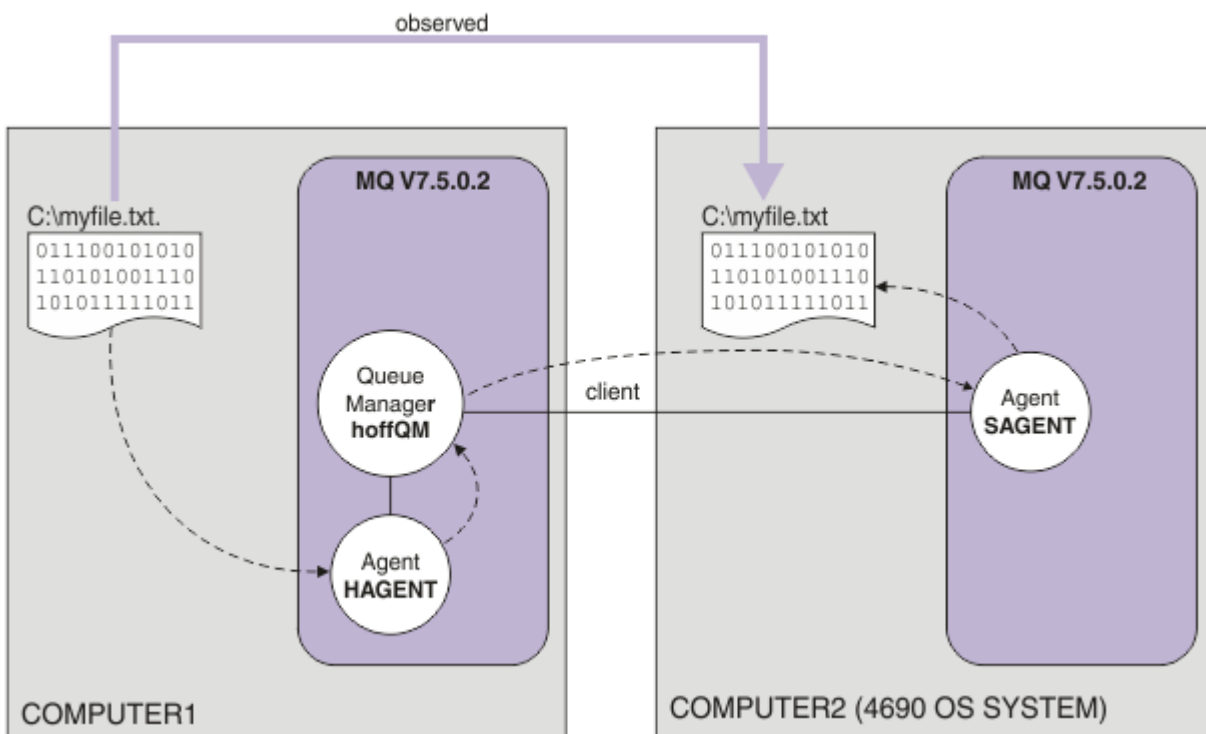 observed
MQ V7.5.0.2
C:\myfile.txt.
011100101010
110101001110
101011111011
Queue
Manager
hoffQM
Agent
HAGENT
COMPUTER1
client
MQ V7.5.0.2
C:\myfile.txt
011100101010
110101001110
101011111011
Agent
SAGENT
COMPUTER2 (4690 OS SYSTEM)